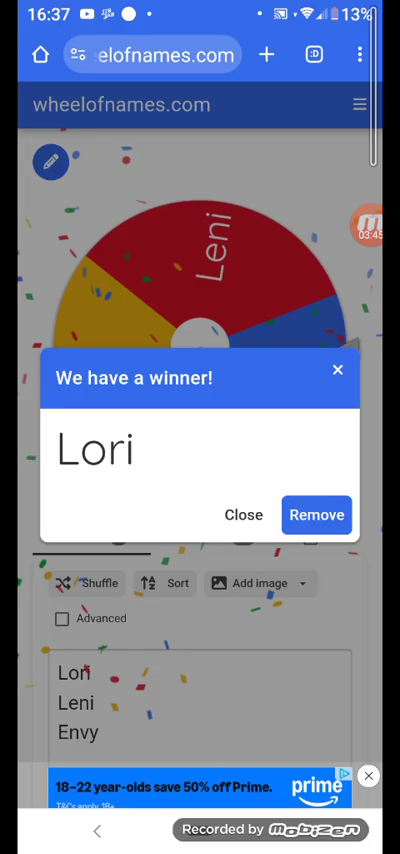 16:37
13%
elofnames.com
:D
wheelofnames.com
Leni
03:45
We have a winner!
Lori
Close
Remove
Shuffle
Sort
Add image
Advanced
Lori
Leni
Envy
18–22 year-olds save 50% off Prime.
T&Cs apply. 18+
prime
Recorded by mobizen